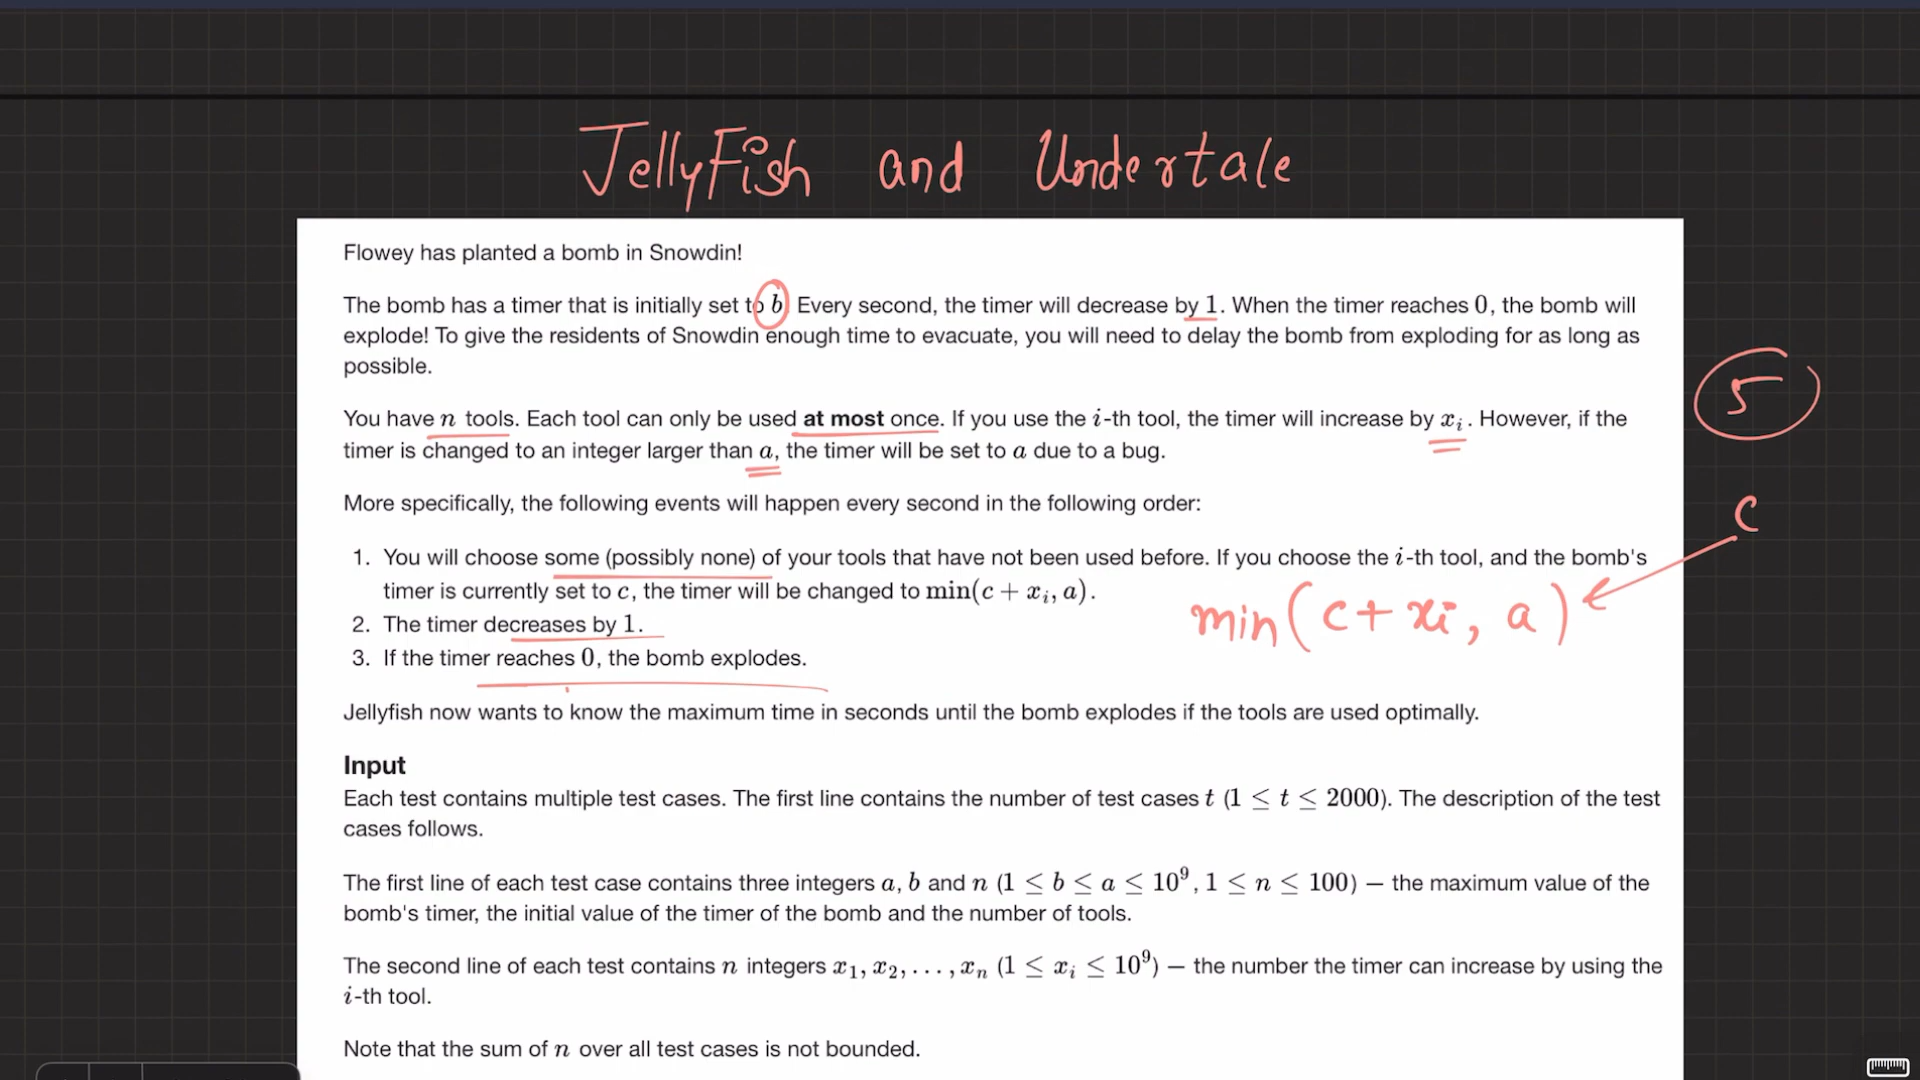 JellyFish and Undertale
Flowey has planted a bomb in Snowdin!
The bomb has a timer that is initially set to b. Every second, the timer will decrease by 1. When the timer reaches 0, the bomb will
explode! To give the residents of Snowdin enough time to evacuate, you will need to delay the bomb from exploding for as long as
possible.
5
You have n tools. Each tool can only be used at most once. If you use the i-th tool, the timer will increase by xᵢ. However, if the
timer is changed to an integer larger than a, the timer will be set to a due to a bug.
More specifically, the following events will happen every second in the following order:
c
1. You will choose some (possibly none) of your tools that have not been used before. If you choose the i-th tool, and the bomb's
timer is currently set to c, the timer will be changed to min(c + xᵢ, a).
min(c + xi, a)
2. The timer decreases by 1.
3. If the timer reaches 0, the bomb explodes.
Jellyfish now wants to know the maximum time in seconds until the bomb explodes if the tools are used optimally.
Input
Each test contains multiple test cases. The first line contains the number of test cases t (1 ≤ t ≤ 2000). The description of the test
cases follows.
The first line of each test case contains three integers a, b and n (1 ≤ b ≤ a ≤ 10⁹, 1 ≤ n ≤ 100) — the maximum value of the
bomb's timer, the initial value of the timer of the bomb and the number of tools.
The second line of each test contains n integers x₁, x₂, . . . , xₙ (1 ≤ xᵢ ≤ 10⁹) — the number the timer can increase by using the
i-th tool.
Note that the sum of n over all test cases is not bounded.